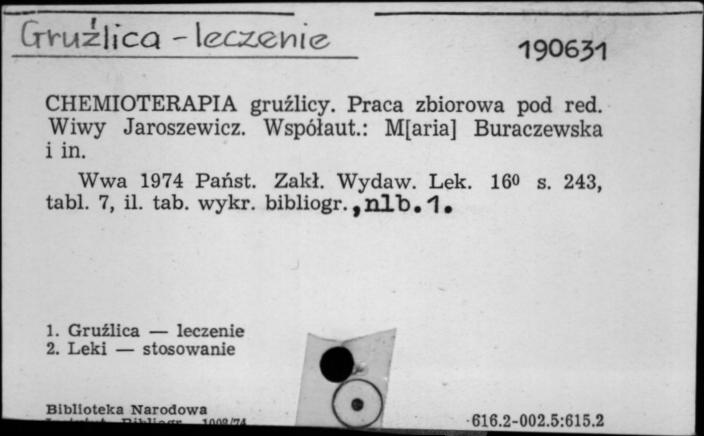 Gruźlica - leczenie
190631
CHEMIOTERAPIA gruźlicy. Praca zbiorowa pod red.
Wiwy Jaroszewicz. Współaut.: M[aria] Buraczewska
i in.
Wwa 1974 Państ. Zakł. Wydaw. Lek. 16⁰ s. 243,
tabl. 7, il. tab. wykr. bibliogr., nlb. 1.
1. Gruźlica — leczenie
2. Leki — stosowanie
Biblioteka Narodowa
616.2-002.5:615.2